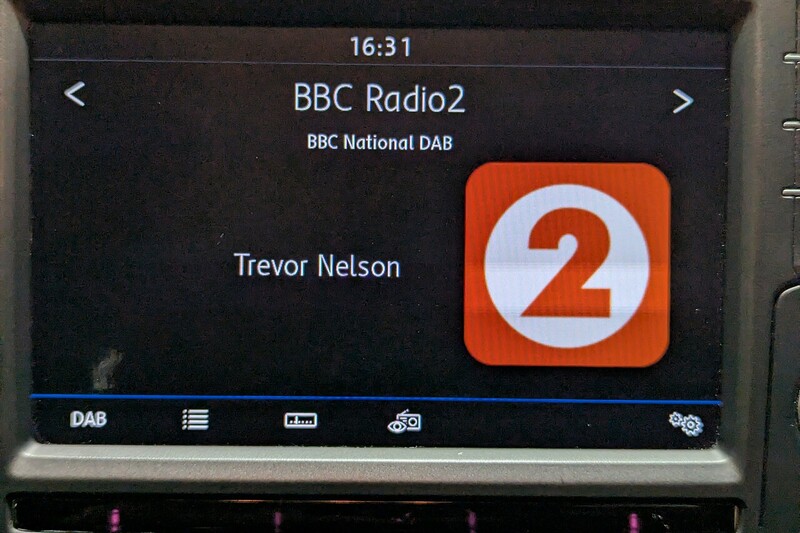 16:31
BBC Radio2
BBC National DAB
2
Trevor Nelson
DAB